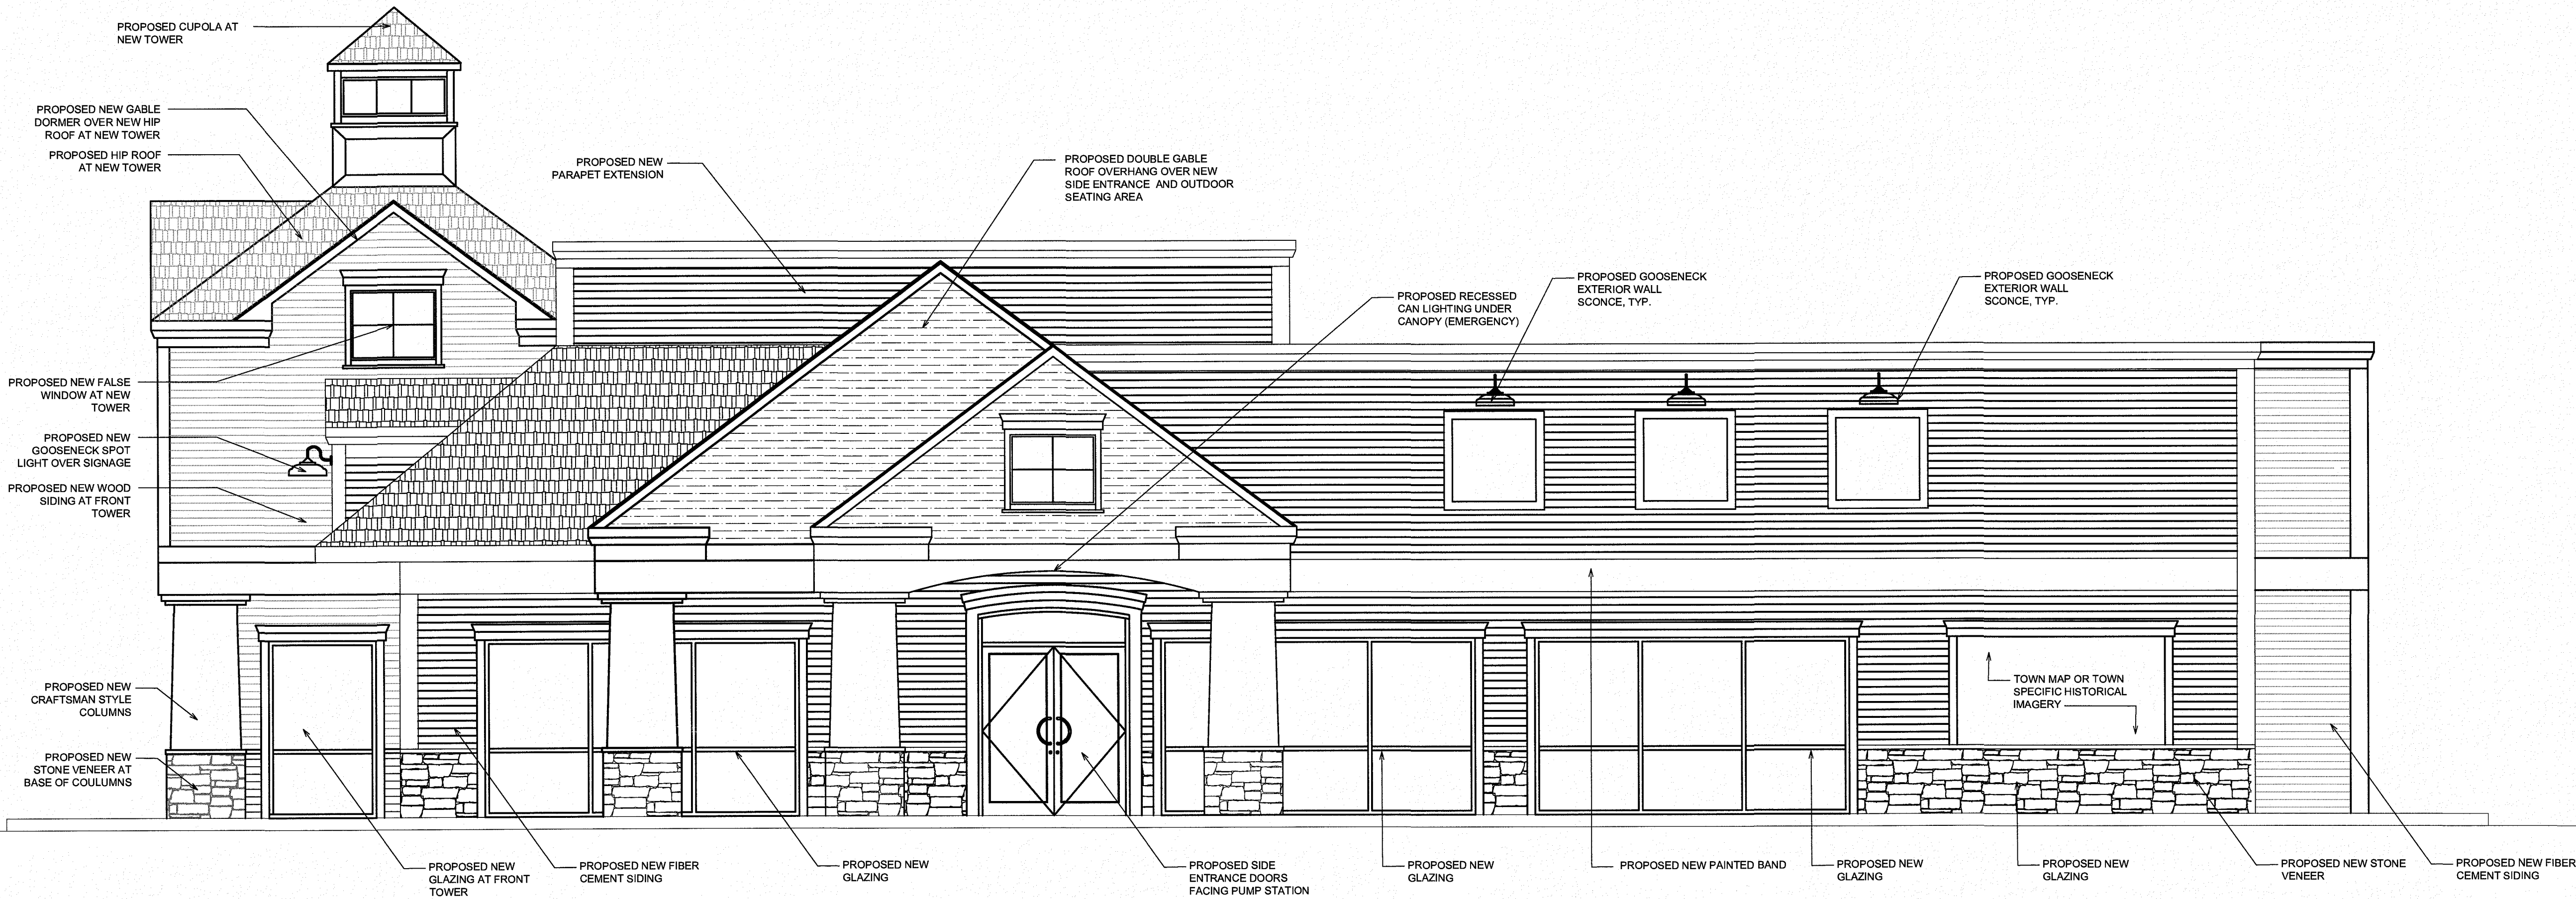 PROPOSED CUPOLA AT
NEW TOWER
PROPOSED NEW GABLE
DORMER OVER NEW HIP
ROOF AT NEW TOWER
PROPOSED HIP ROOF
AT NEW TOWER
PROPOSED NEW
PARAPET EXTENSION
PROPOSED DOUBLE GABLE
ROOF OVERHANG OVER NEW
SIDE ENTRANCE AND OUTDOOR
SEATING AREA
PROPOSED RECESSED
CAN LIGHTING UNDER
CANOPY (EMERGENCY)
PROPOSED GOOSENECK
EXTERIOR WALL
SCONCE, TYP.
PROPOSED GOOSENECK
EXTERIOR WALL
SCONCE, TYP.
PROPOSED NEW FALSE
WINDOW AT NEW
TOWER
PROPOSED NEW
GOOSENECK SPOT
LIGHT OVER SIGNAGE
PROPOSED NEW WOOD
SIDING AT FRONT
TOWER
PROPOSED NEW
CRAFTSMAN STYLE
COLUMNS
PROPOSED NEW
STONE VENEER AT
BASE OF COULUMNS
TOWN MAP OR TOWN
SPECIFIC HISTORICAL
IMAGERY
PROPOSED NEW
GLAZING AT FRONT
TOWER
PROPOSED NEW FIBER
CEMENT SIDING
PROPOSED NEW
GLAZING
PROPOSED SIDE
ENTRANCE DOORS
FACING PUMP STATION
PROPOSED NEW
GLAZING
PROPOSED NEW PAINTED BAND
PROPOSED NEW
GLAZING
PROPOSED NEW
GLAZING
PROPOSED NEW STONE
VENEER
PROPOSED NEW FIBER
CEMENT SIDING